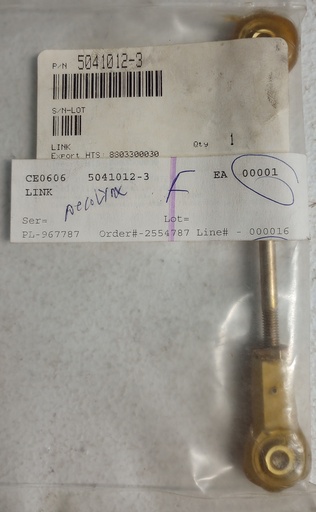 P/N 5041012-3
S/N-LOT
LINK Qty 1
Export HTS: 8803300030
CE0606 5041012-3 F EA 00001
LINK
Ser= Lot=
PL-967787 Order#-2554787 Line# - 000016